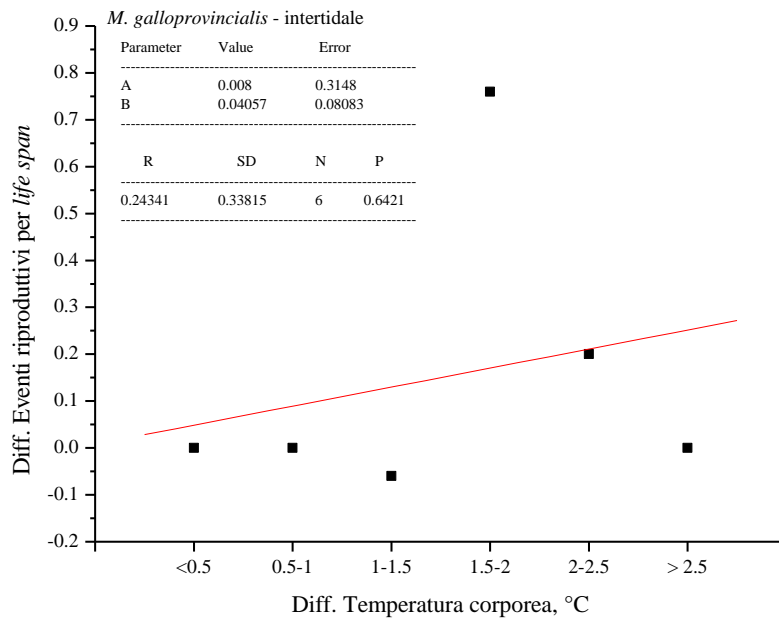 M. galloprovincialis - intertidale
Parameter Value Error
A 0.008 0.3148
B 0.04057 0.08083
R SD N P
0.24341 0.33815 6 0.6421
Diff. Eventi riproduttivi per life span
0.9
0.8
0.7
0.6
0.5
0.4
0.3
0.2
0.1
0.0
-0.1
-0.2
<0.5 0.5-1 1-1.5 1.5-2 2-2.5 > 2.5
Diff. Temperatura corporea, °C